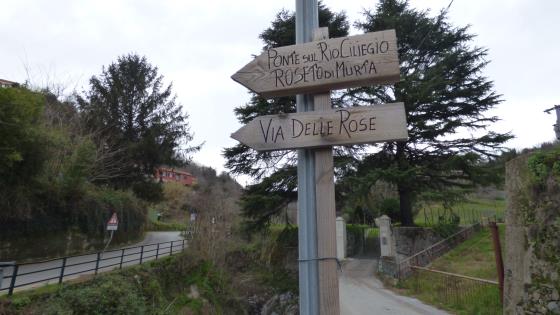 PONTE SUL RIO CILIEGIO
ROSETO DI MURTA
VIA DELLE ROSE